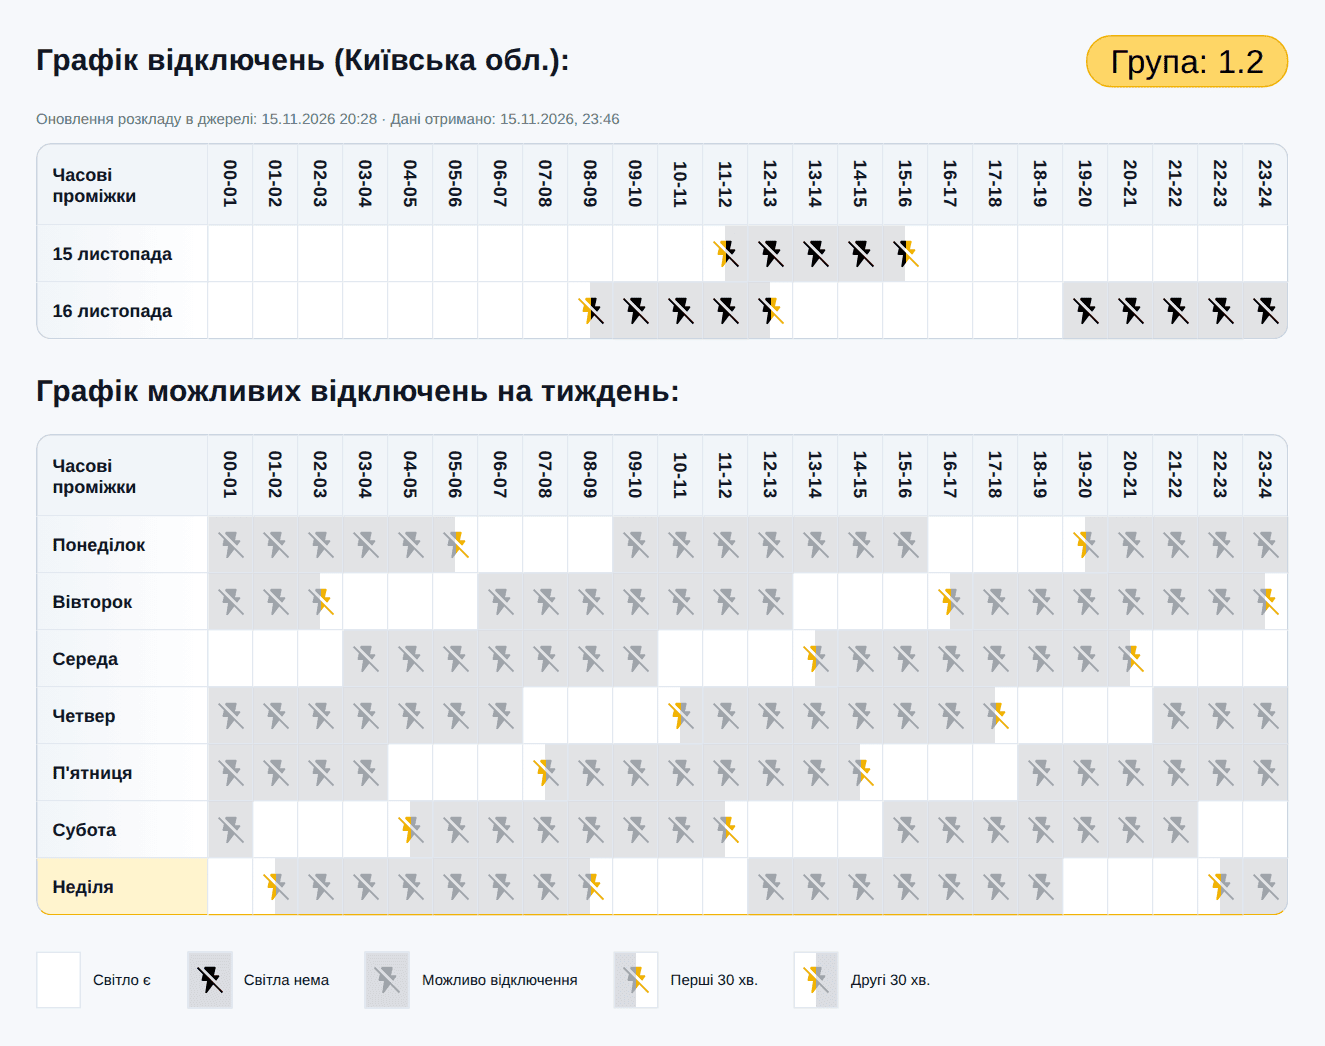 Графік відключень (Київська обл.):
Група: 1.2
Оновлення розкладу в джерелі: 15.11.2026 20:28 · Дані отримано: 15.11.2026, 23:46
Часові проміжки 00-01 01-02 02-03 03-04 04-05 05-06 06-07 07-08 08-09 09-10 10-11 11-12 12-13 13-14 14-15 15-16 16-17 17-18 18-19 19-20 20-21 21-22 22-23 23-24
15 листопада
16 листопада
Графік можливих відключень на тиждень:
Часові проміжки 00-01 01-02 02-03 03-04 04-05 05-06 06-07 07-08 08-09 09-10 10-11 11-12 12-13 13-14 14-15 15-16 16-17 17-18 18-19 19-20 20-21 21-22 22-23 23-24
Понеділок
Вівторок
Середа
Четвер
П'ятниця
Субота
Неділя
Світло є Світла нема Можливо відключення Перші 30 хв. Другі 30 хв.